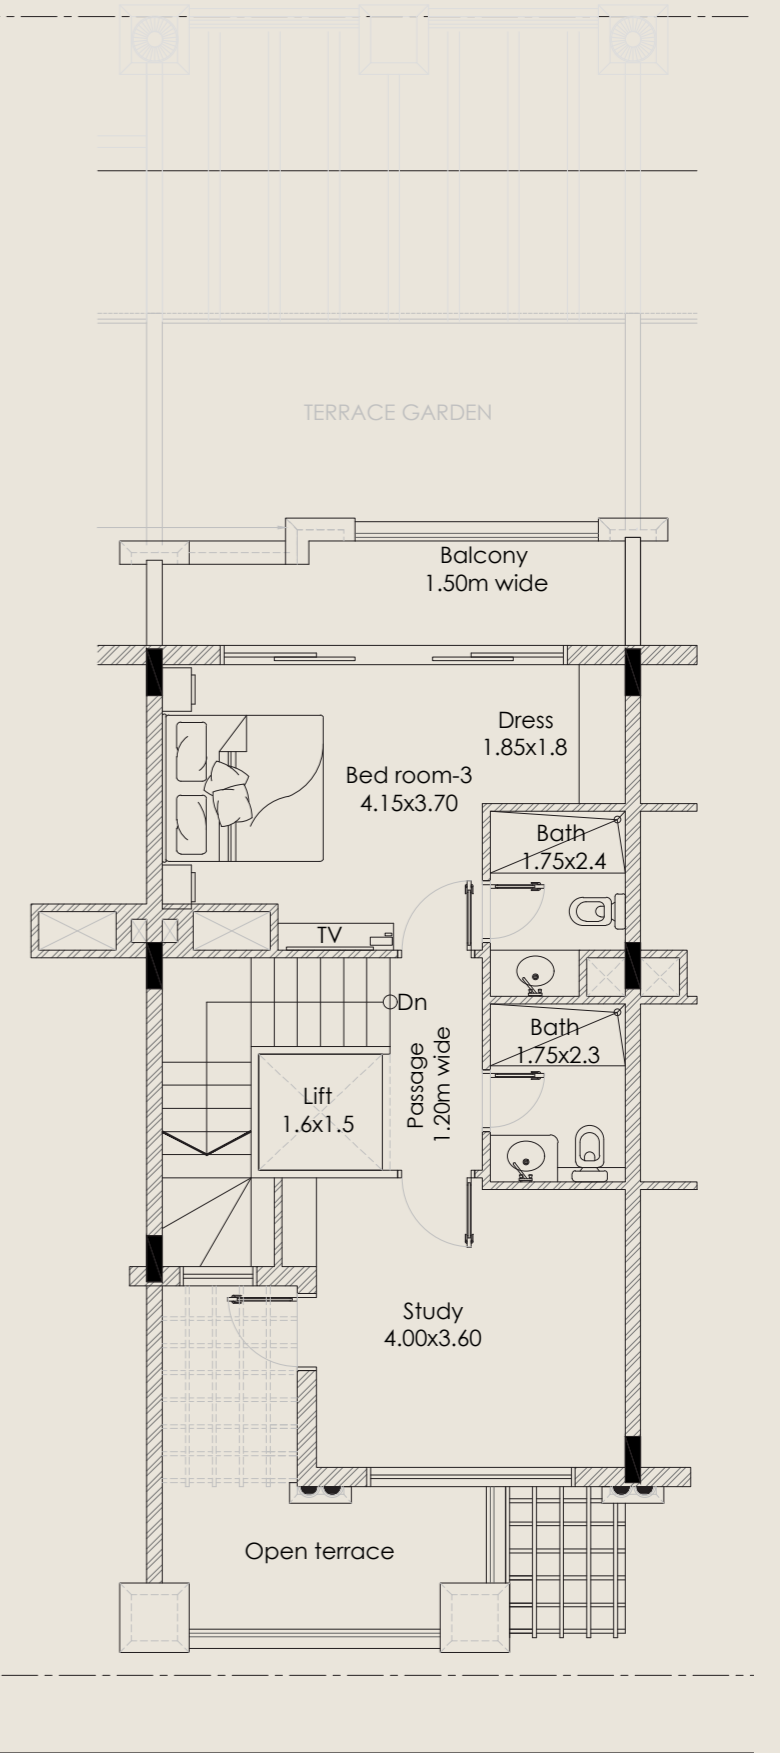 TERRACE GARDEN
Balcony
1.50m wide
Dress
1.85x1.8
Bed room-3
4.15x3.70
Bath
1.75x2.4
TV
Dn
Passage
1.20m wide
Lift
1.6x1.5
Bath
1.75x2.3
Study
4.00x3.60
Open terrace